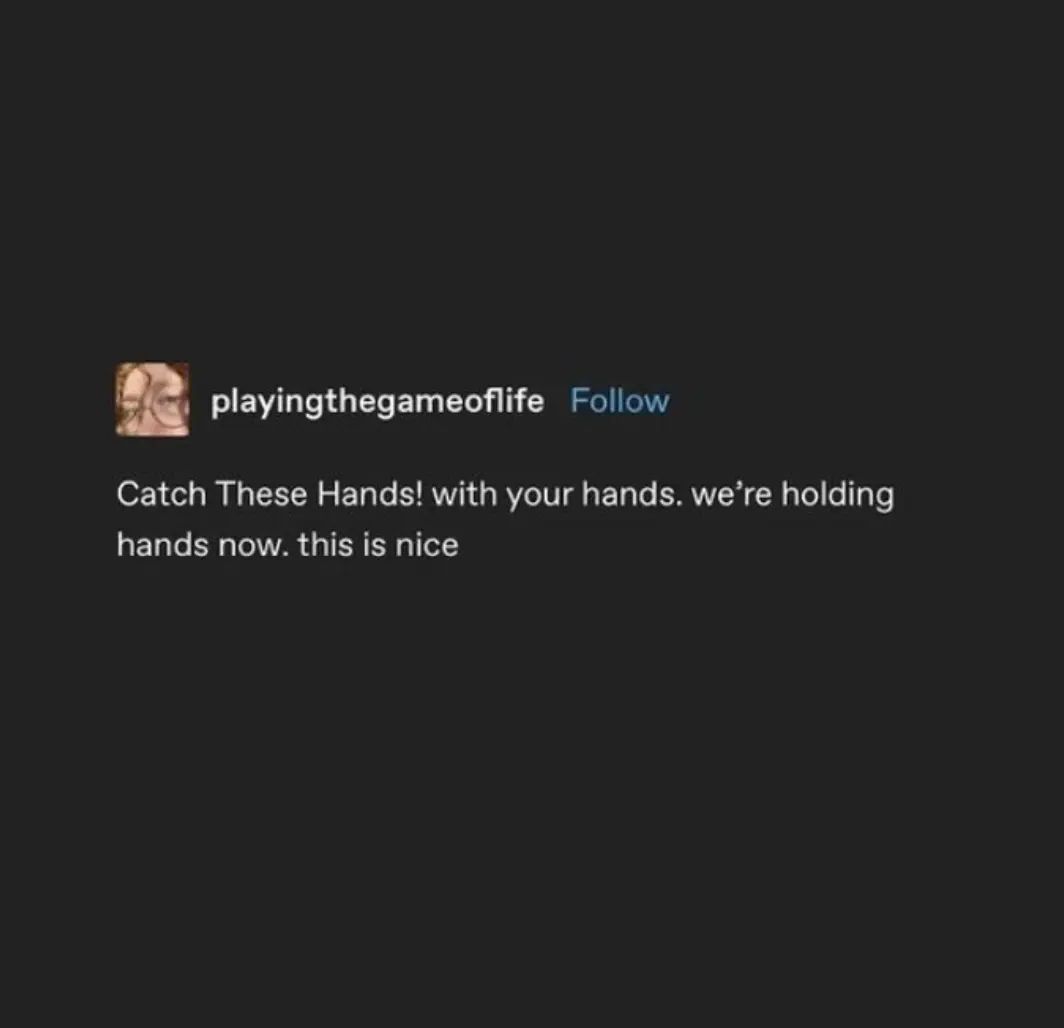 playingthegameoflife Follow
Catch These Hands! with your hands. we’re holding
hands now. this is nice